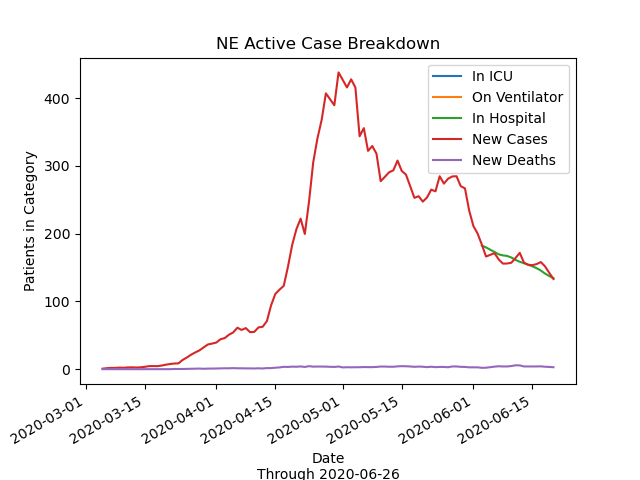 NE Active Case Breakdown
In ICU
On Ventilator
In Hospital
New Cases
New Deaths
Patients in Category
400
300
200
100
0
2020-03-01
2020-03-15
2020-04-01
2020-04-15
2020-05-01
2020-05-15
2020-06-01
2020-06-15
Date
Through 2020-06-26